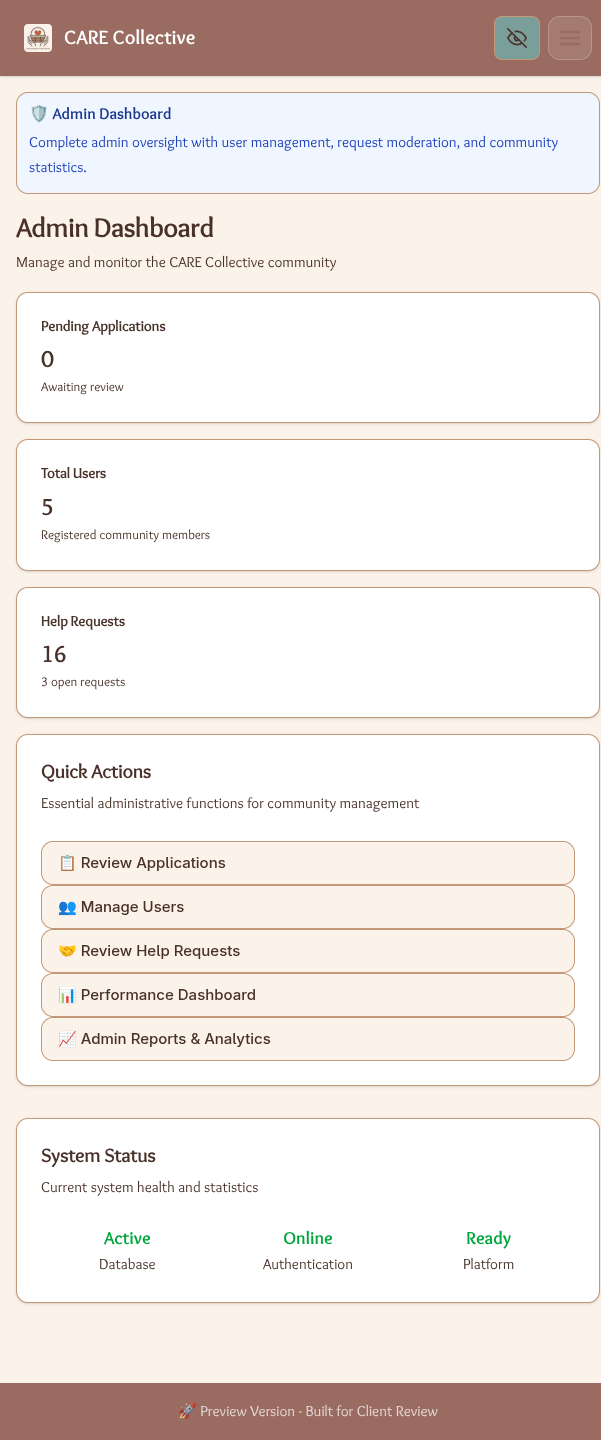 CARE Collective
🛡️ Admin Dashboard
Complete admin oversight with user management, request moderation, and community
statistics.
Admin Dashboard
Manage and monitor the CARE Collective community
Pending Applications
0
Awaiting review
Total Users
5
Registered community members
Help Requests
16
3 open requests
Quick Actions
Essential administrative functions for community management
📋 Review Applications
👥 Manage Users
🤝 Review Help Requests
📊 Performance Dashboard
📈 Admin Reports & Analytics
System Status
Current system health and statistics
Active Online Ready
Database Authentication Platform
🚀 Preview Version - Built for Client Review